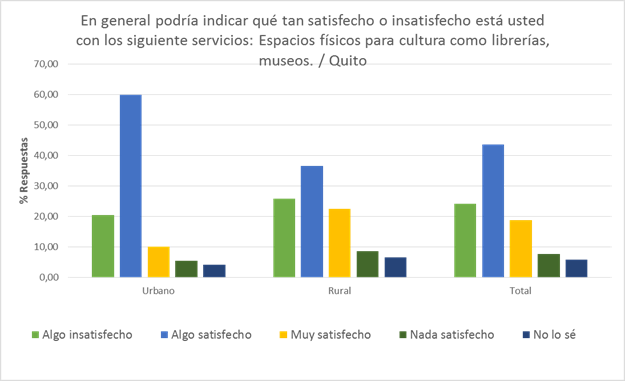 En general podría indicar qué tan satisfecho o insatisfecho está usted
con los siguiente servicios: Espacios físicos para cultura como librerías,
museos. / Quito
% Respuestas
70,00
60,00
50,00
40,00
30,00
20,00
10,00
0,00
Urbano Rural Total
Algo insatisfecho Algo satisfecho Muy satisfecho Nada satisfecho No lo sé